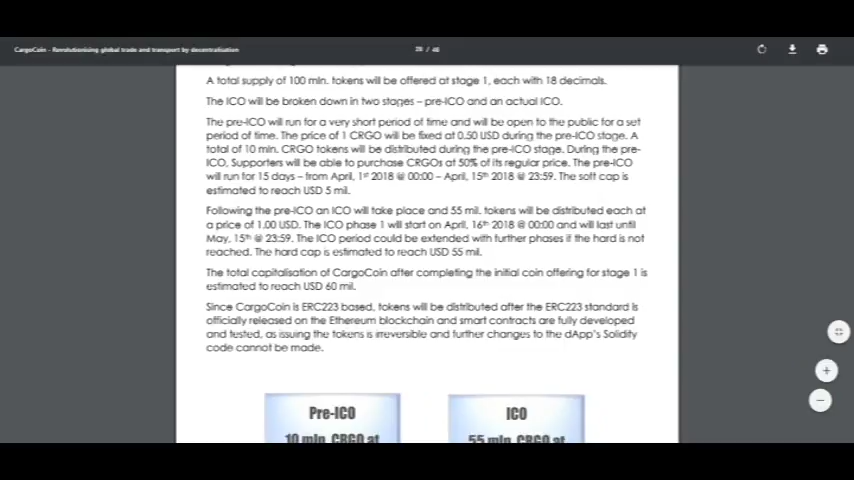 CargoCoin - Revolutionising global trade and transport by decentralisation
28 / 48
A total supply of 100 mln. tokens will be offered at stage 1, each with 18 decimals.
The ICO will be broken down in two stages – pre-ICO and an actual ICO.
The pre-ICO will run for a very short period of time and will be open to the public for a set
period of time. The price of 1 CRGO will be fixed at 0.50 USD during the pre-ICO stage. A
total of 10 mln. CRGO tokens will be distributed during the pre-ICO stage. During the pre-
ICO, Supporters will be able to purchase CRGOs at 50% of its regular price. The pre-ICO
will run for 15 days – from April, 1st 2018 @ 00:00 – April, 15th 2018 @ 23:59. The soft cap is
estimated to reach USD 5 mil.
Following the pre-ICO an ICO will take place and 55 mil. tokens will be distributed each at
a price of 1.00 USD. The ICO phase 1 will start on April, 16th 2018 @ 00:00 and will last until
May, 15th @ 23:59. The ICO period could be extended with further phases if the hard is not
reached. The hard cap is estimated to reach USD 55 mil.
The total capitalisation of CargoCoin after completing the initial coin offering for stage 1 is
estimated to reach USD 60 mil.
Since CargoCoin is ERC223 based, tokens will be distributed after the ERC223 standard is
officially released on the Ethereum blockchain and smart contracts are fully developed
and tested, as issuing the tokens is irreversible and further changes to the dApp's Solidity
code cannot be made.
Pre-ICO
10 mln. CRGO at
ICO
55 mln. CRGO at